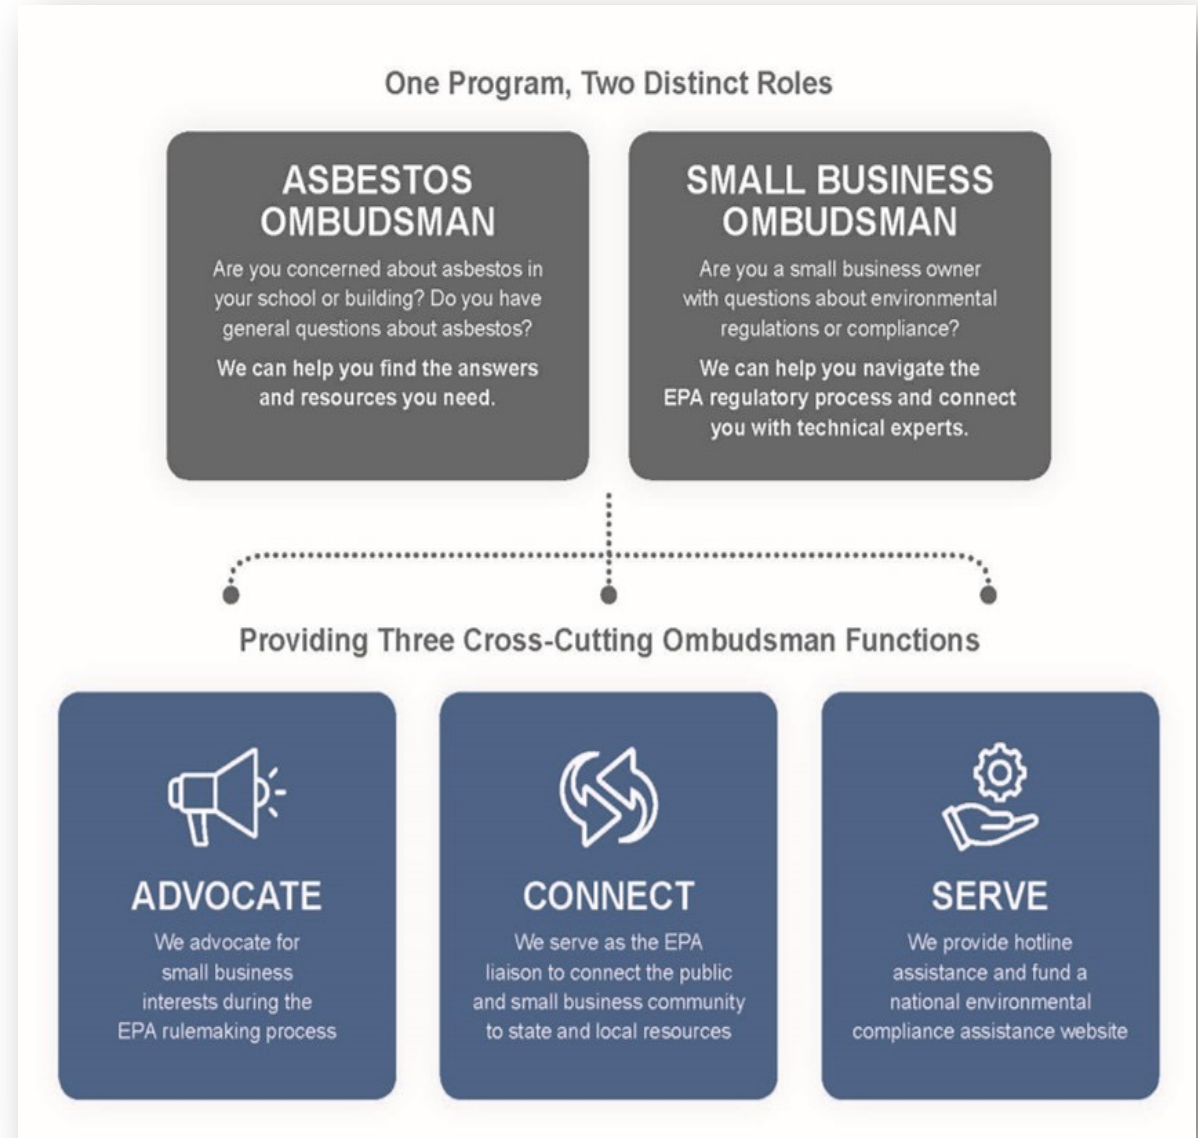 One Program, Two Distinct Roles
ASBESTOS
OMBUDSMAN
Are you concerned about asbestos in
your school or building? Do you have
general questions about asbestos?
We can help you find the answers
and resources you need.
SMALL BUSINESS
OMBUDSMAN
Are you a small business owner
with questions about environmental
regulations or compliance?
We can help you navigate the
EPA regulatory process and connect
you with technical experts.
Providing Three Cross-Cutting Ombudsman Functions
ADVOCATE
We advocate for
small business
interests during the
EPA rulemaking process
CONNECT
We serve as the EPA
liaison to connect the public
and small business community
to state and local resources
SERVE
We provide hotline
assistance and fund a
national environmental
compliance assistance website